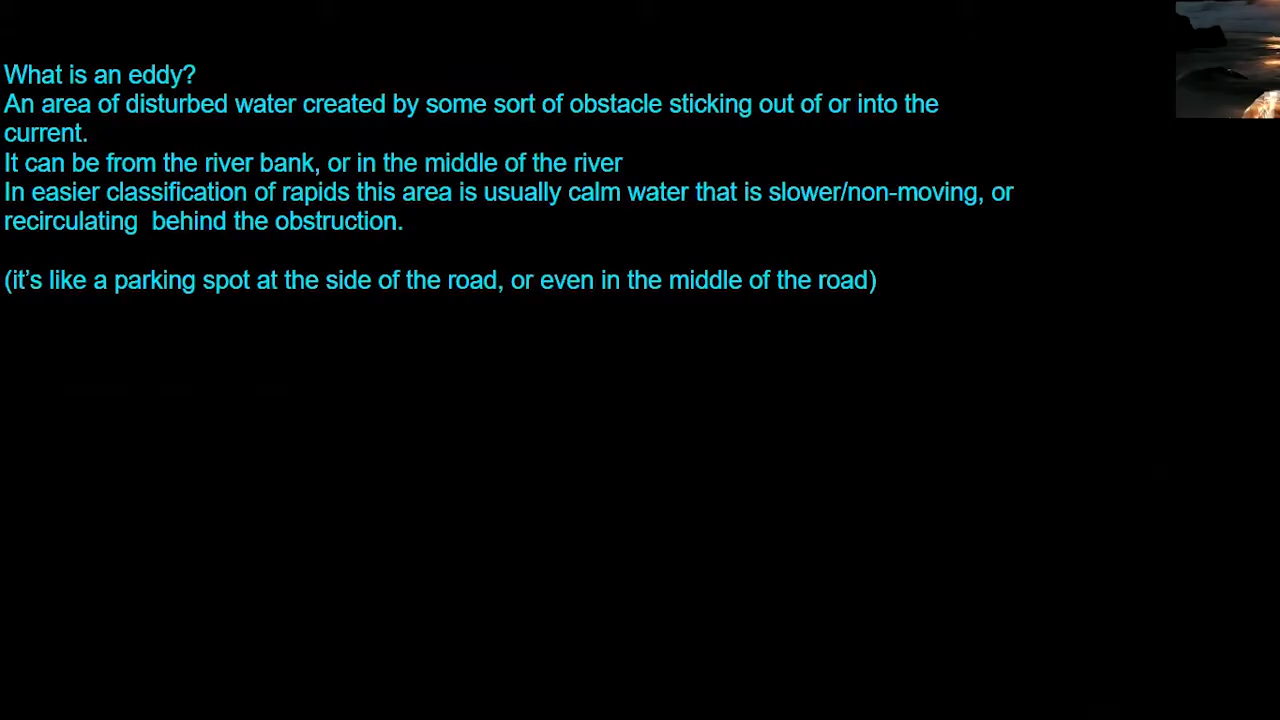 What is an eddy?
An area of disturbed water created by some sort of obstacle sticking out of or into the
current.
It can be from the river bank, or in the middle of the river
In easier classification of rapids this area is usually calm water that is slower/non-moving, or
recirculating  behind the obstruction.
(it’s like a parking spot at the side of the road, or even in the middle of the road)